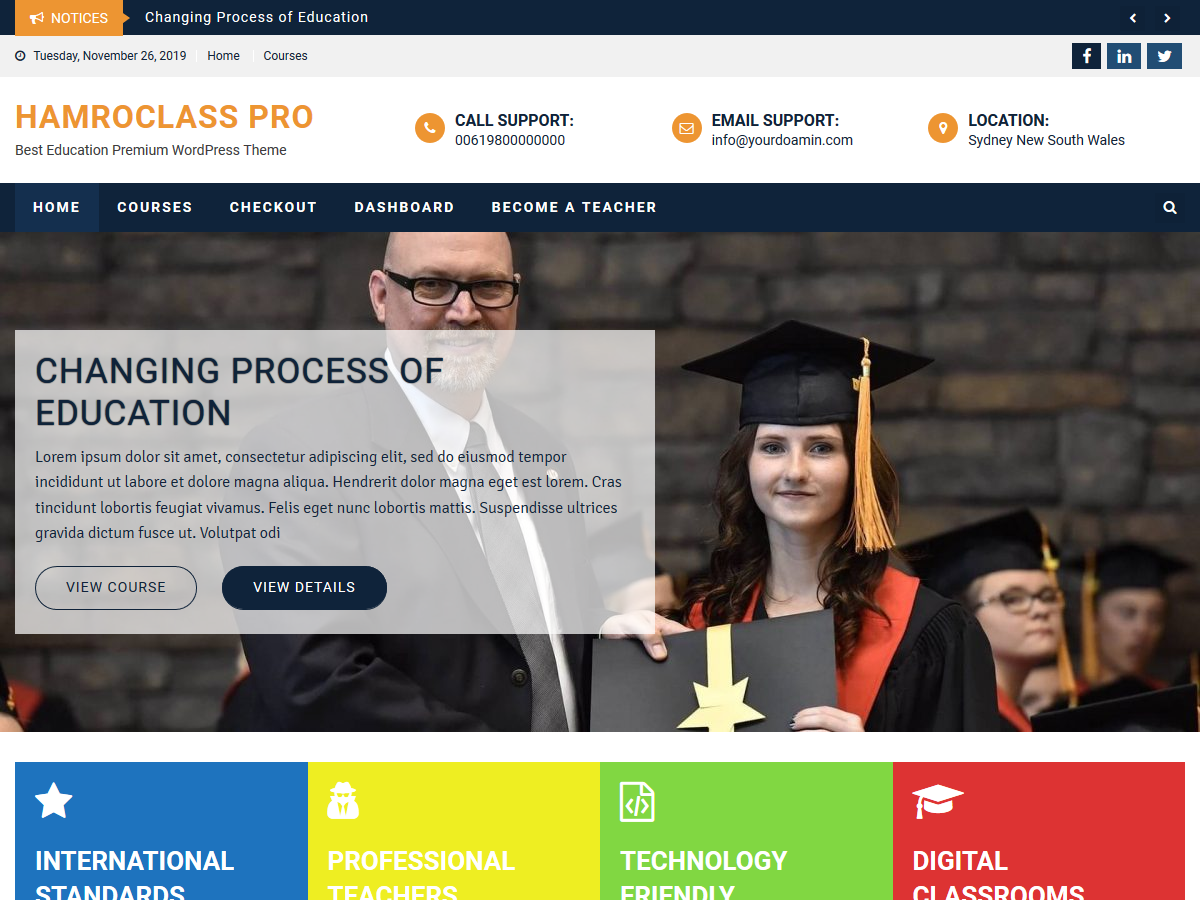 NOTICES Changing Process of Education
Tuesday, November 26, 2019 Home Courses
HAMROCLASS PRO
Best Education Premium WordPress Theme
CALL SUPPORT:
00619800000000
EMAIL SUPPORT:
info@yourdoamin.com
LOCATION:
Sydney New South Wales
HOME COURSES CHECKOUT DASHBOARD BECOME A TEACHER
CHANGING PROCESS OF
EDUCATION
Lorem ipsum dolor sit amet, consectetur adipiscing elit, sed do eiusmod tempor
incididunt ut labore et dolore magna aliqua. Hendrerit dolor magna eget est lorem. Cras
tincidunt lobortis feugiat vivamus. Felis eget nunc lobortis mattis. Suspendisse ultrices
gravida dictum fusce ut. Volutpat odi
VIEW COURSE VIEW DETAILS
INTERNATIONAL
STANDARDS
PROFESSIONAL
TEACHERS
TECHNOLOGY
FRIENDLY
DIGITAL
CLASSROOMS